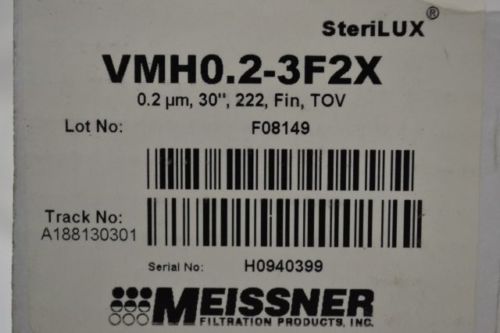 SteriLUX®
VMH0.2-3F2X
0.2 µm, 30", 222, Fin, TOV
Lot No: F08149
Track No:
A188130301
Serial No: H0940399
MEISSNER
FILTRATION PRODUCTS, INC.